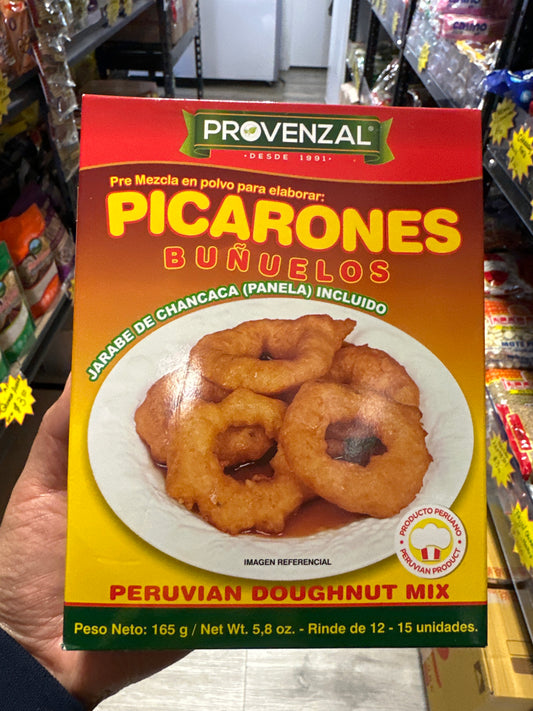 PROVENZAL®
· DESDE 1991 ·
Pre Mezcla en polvo para elaborar:
PICARONES
BUÑUELOS
JARABE DE CHANCACA (PANELA) INCLUIDO
PRODUCTO PERUANO
PERUVIAN PRODUCT
IMAGEN REFERENCIAL
PERUVIAN DOUGHNUT MIX
Peso Neto: 165 g / Net Wt. 5,8 oz. - Rinde de 12 - 15 unidades.